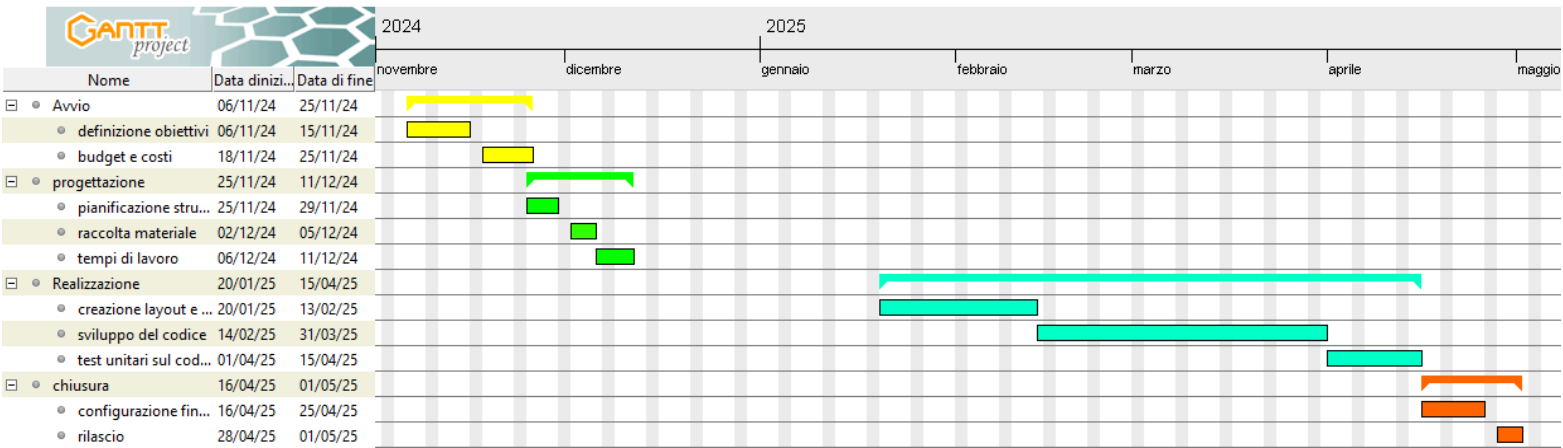 GANTT
project
2024 2025
novembre dicembre gennaio febbraio marzo aprile maggio
Nome Data dinizi... Data di fine
Avvio 06/11/24 25/11/24
definizione obiettivi 06/11/24 15/11/24
budget e costi 18/11/24 25/11/24
progettazione 25/11/24 11/12/24
pianificazione stru... 25/11/24 29/11/24
raccolta materiale 02/12/24 05/12/24
tempi di lavoro 06/12/24 11/12/24
Realizzazione 20/01/25 15/04/25
creazione layout e ... 20/01/25 13/02/25
sviluppo del codice 14/02/25 31/03/25
test unitari sul cod... 01/04/25 15/04/25
chiusura 16/04/25 01/05/25
configurazione fin... 16/04/25 25/04/25
rilascio 28/04/25 01/05/25